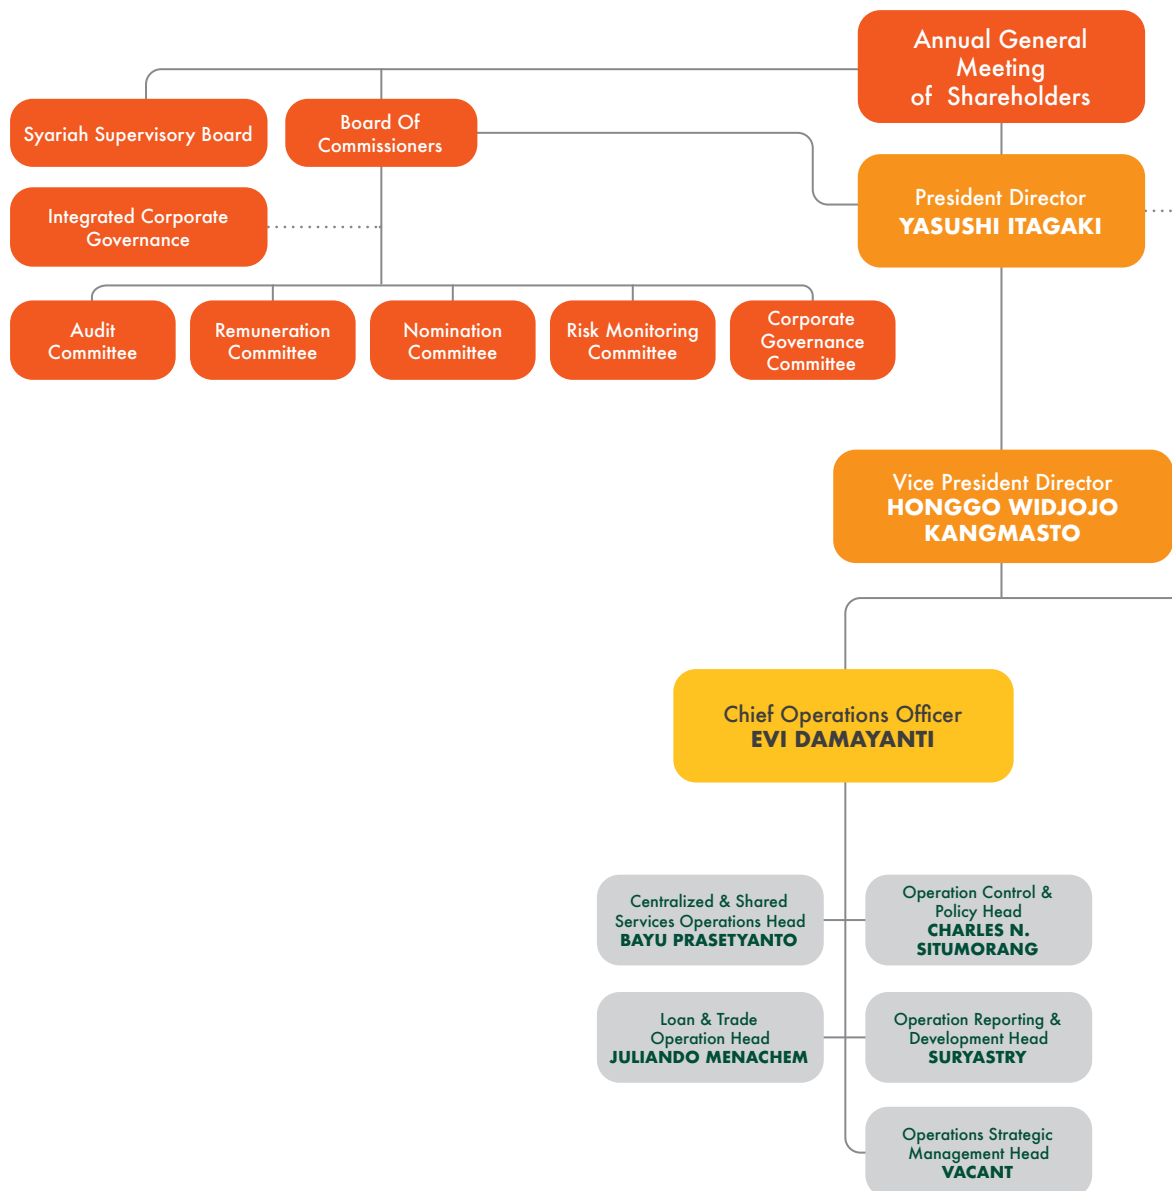 Annual General
Meeting
of Shareholders
Syariah Supervisory Board
Board Of
Commissioners
President Director
YASUSHI ITAGAKI
Integrated Corporate
Governance
Audit
Committee
Remuneration
Committee
Nomination
Committee
Risk Monitoring
Committee
Corporate
Governance
Committee
Vice President Director
HONGGO WIDJOJO
KANGMASTO
Chief Operations Officer
EVI DAMAYANTI
Centralized & Shared
Services Operations Head
BAYU PRASETYANTO
Operation Control &
Policy Head
CHARLES N.
SITUMORANG
Loan & Trade
Operation Head
JULIANDO MENACHEM
Operation Reporting &
Development Head
SURYASTRY
Operations Strategic
Management Head
VACANT